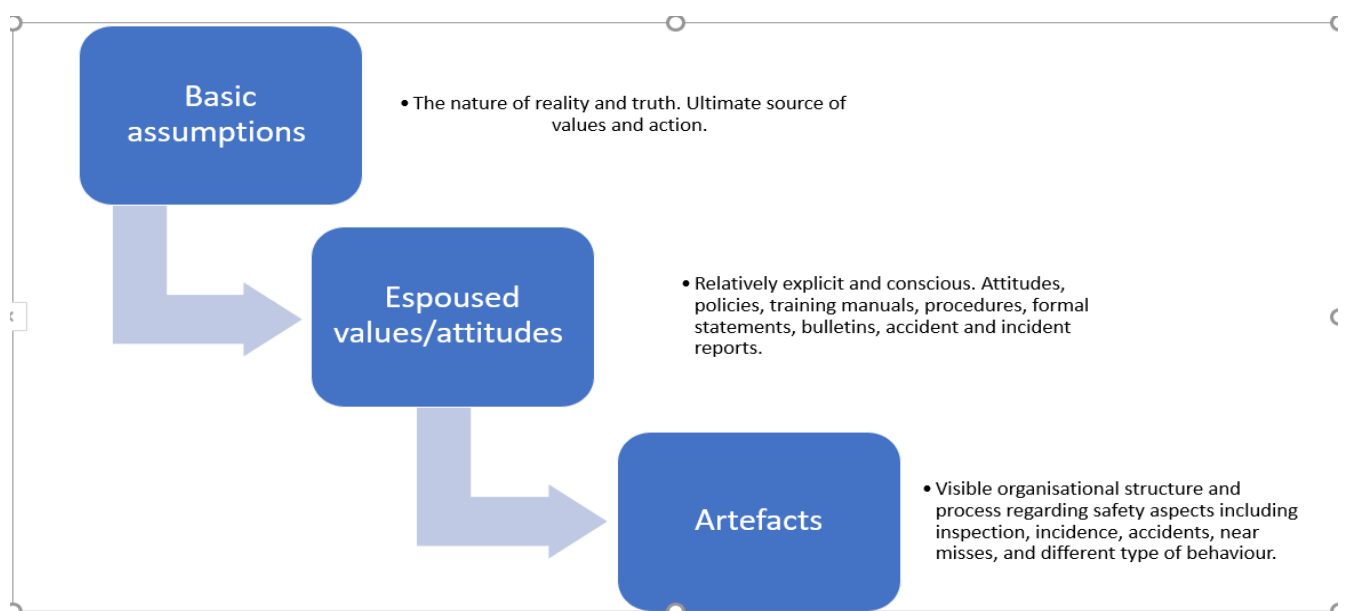 Basic
assumptions
• The nature of reality and truth. Ultimate source of
values and action.
Espoused
values/attitudes
• Relatively explicit and conscious. Attitudes,
policies, training manuals, procedures, formal
statements, bulletins, accident and incident
reports.
Artefacts
• Visible organisational structure and
process regarding safety aspects including
inspection, incidence, accidents, near
misses, and different type of behaviour.